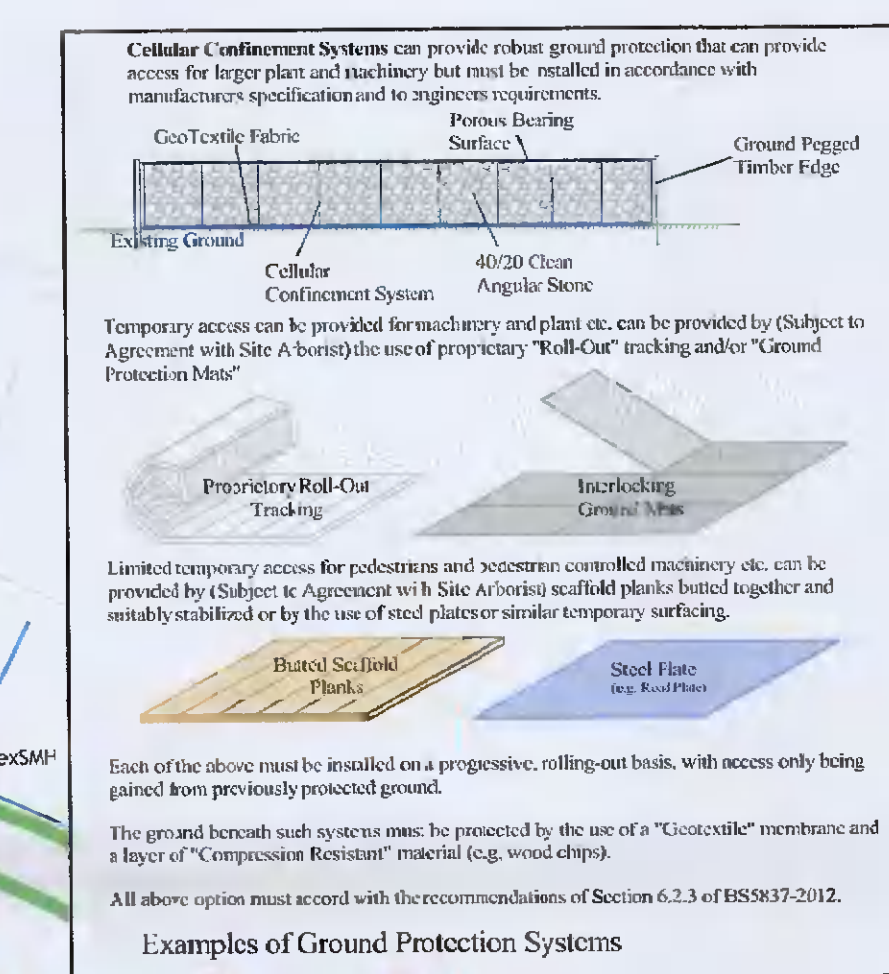 Cellular Confinement Systems can provide robust ground protection that can provide
access for larger plant and machinery but must be nstalled in accordance with
manufacturers specification and to engineers requirements.
GeoTextile Fabric
Porous Bearing
Surface
Ground Pegged
Timber Edge
Existing Ground
Cellular
Confinement System
40/20 Clean
Angular Stone
Temporary access can be provided for machinery and plant etc. can be provided by (Subject to
Agreement with Site Arborist) the use of proprietary "Roll-Out" tracking and/or "Ground
Protection Mats"
Proprietory Roll-Out
Tracking
Interlocking
Ground Mats
Limited temporary access for pedestrians and pedestrian controlled machinery etc. can be
provided by (Subject to Agreement with Site Arborist) scaffold planks butted together and
suitably stabilized or by the use of steel plates or similar temporary surfacing.
Butted Scaffold
Planks
Steel Plate
(e.g. Road Plate)
exSMH
Each of the above must be installed on a progressive, rolling-out basis, with access only being
gained from previously protected ground.
The ground beneath such systems must be protected by the use of a "Geotextile" membrane and
a layer of "Compression Resistant" material (e.g, wood chips).
All above option must accord with the recommendations of Section 6.2.3 of BS5837-2012.
Examples of Ground Protection Systems